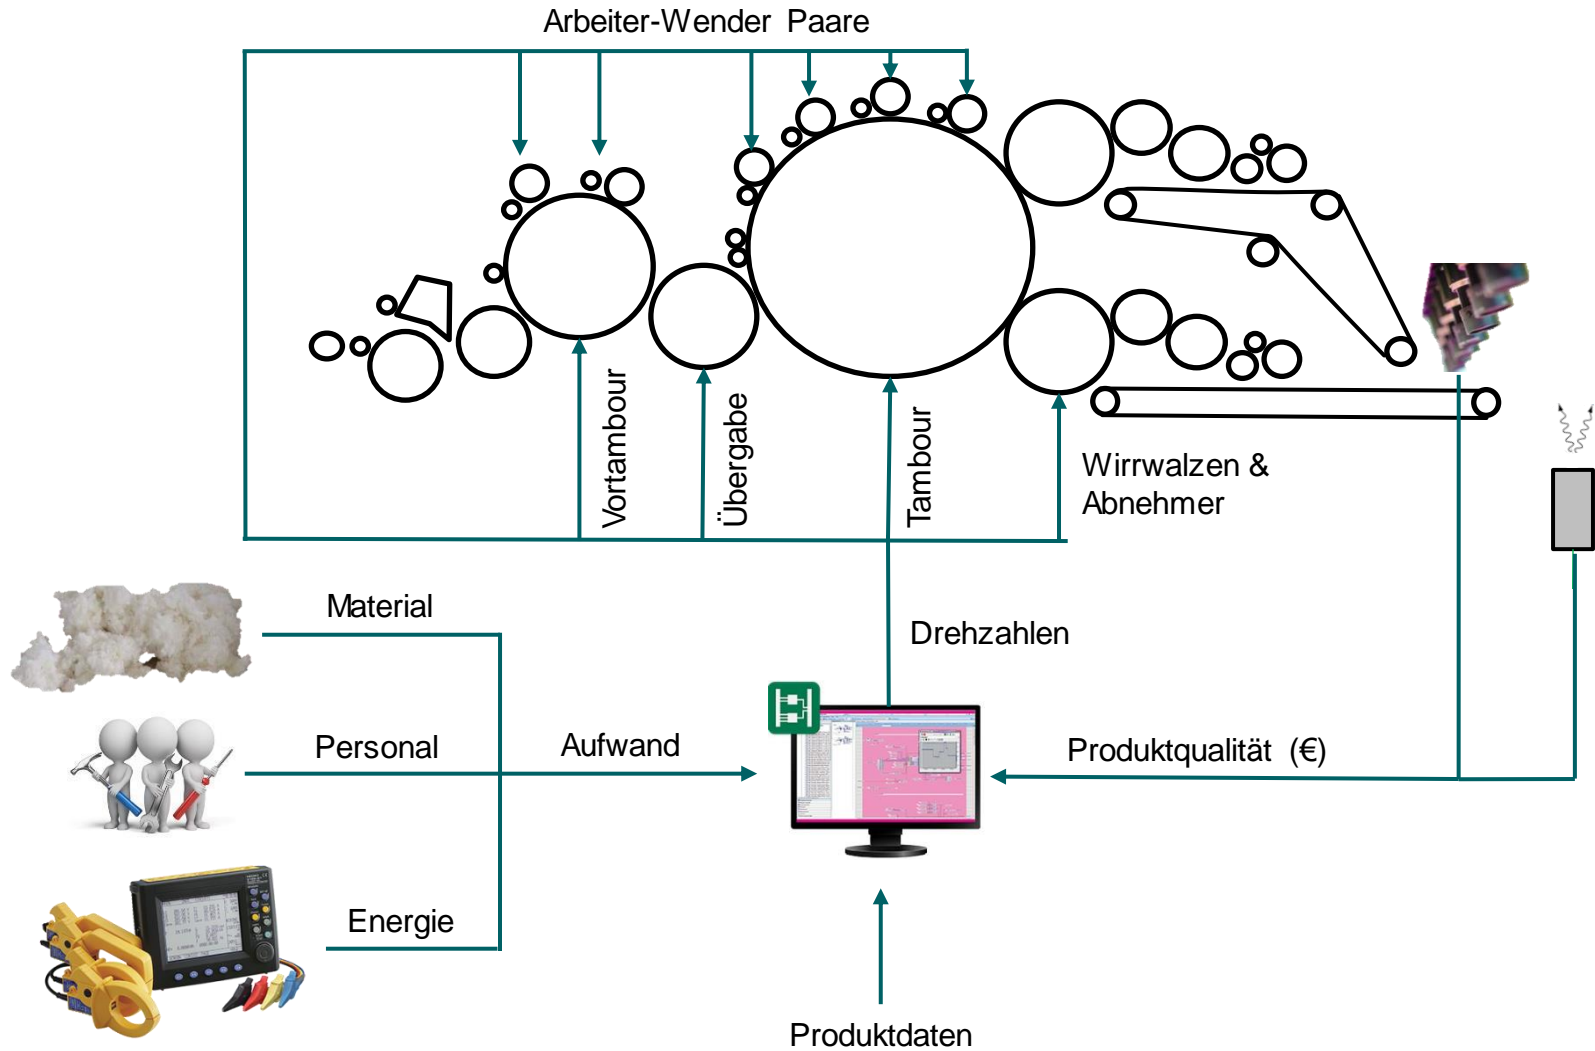 Arbeiter-Wender Paare
Vortambour
Übergabe
Tambour
Wirrwalzen &
Abnehmer
Material
Drehzahlen
Personal
Aufwand
Produktqualität (€)
Energie
Produktdaten